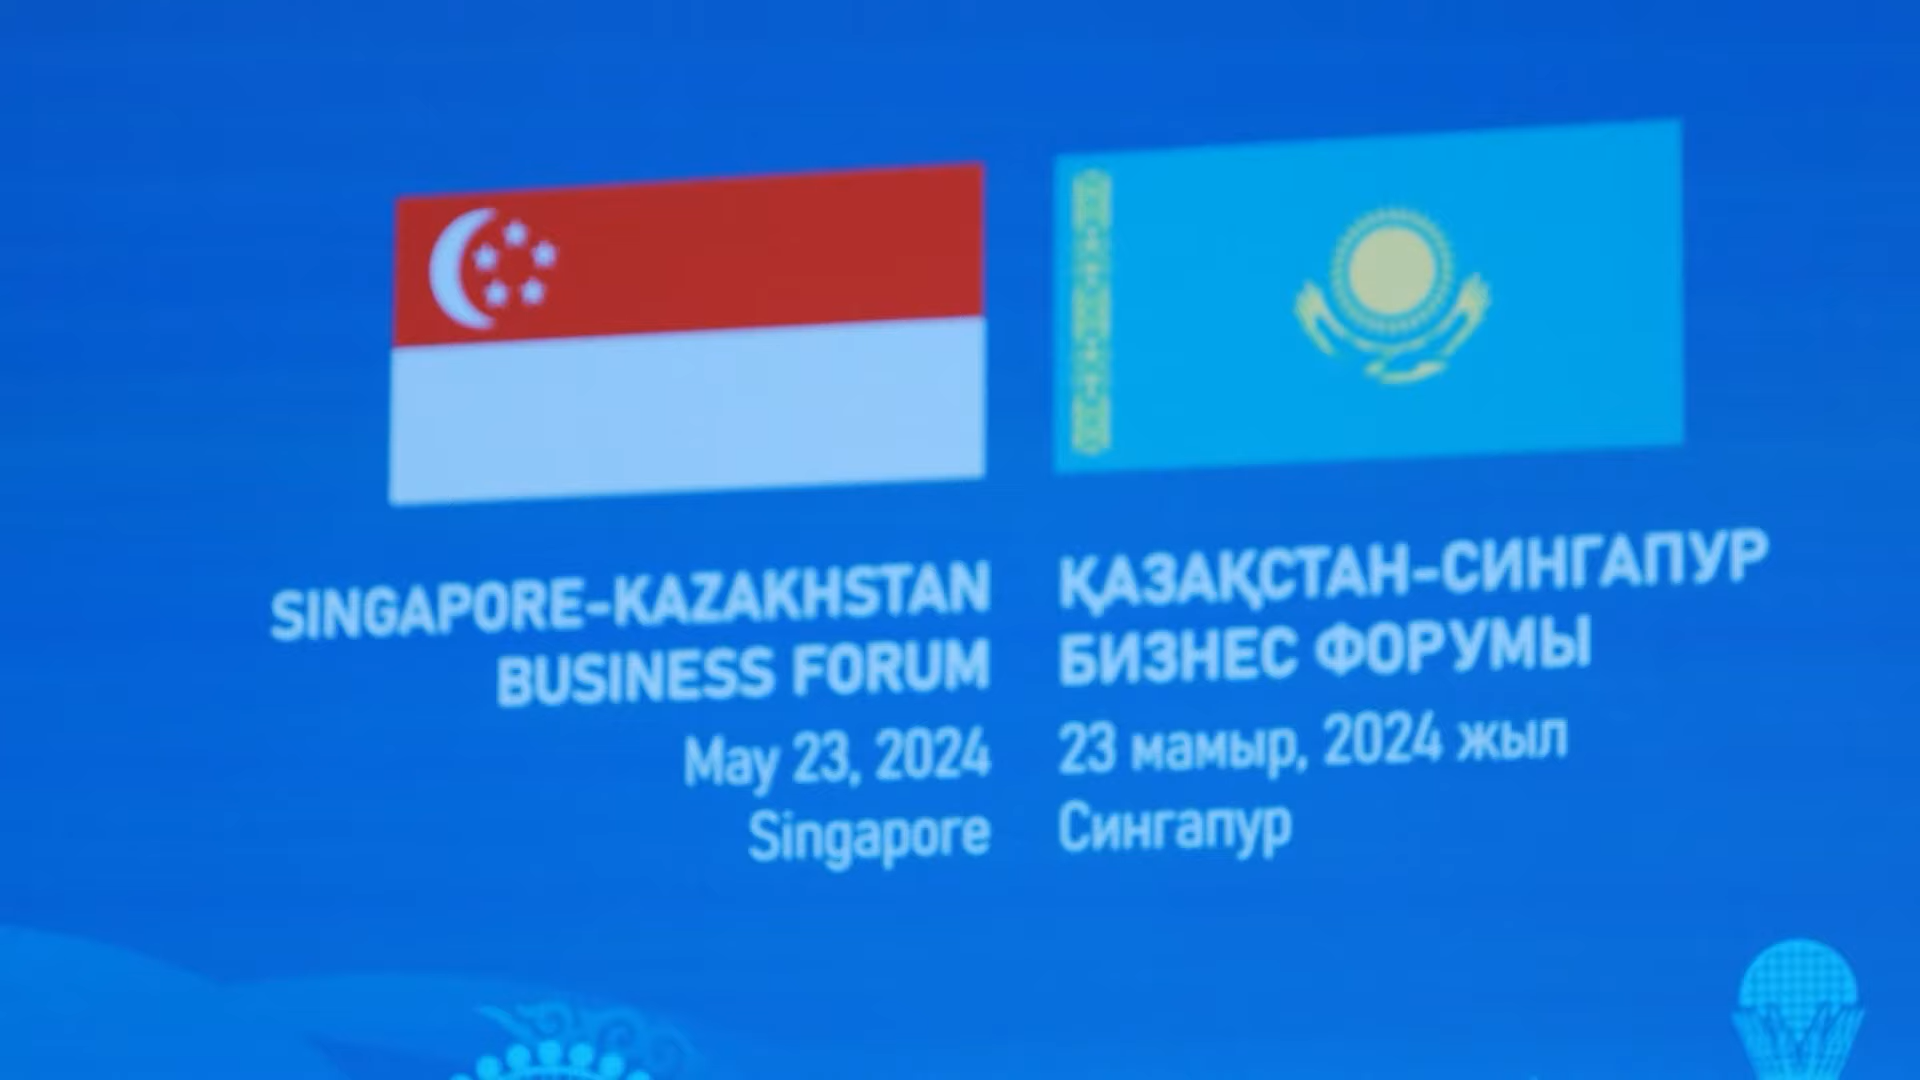 SINGAPORE-KAZAKHSTAN
BUSINESS FORUM
May 23, 2024
Singapore
ҚАЗАҚСТАН-СИНГАПУР
БИЗНЕС ФОРУМЫ
23 мамыр, 2024 жыл
Сингапур